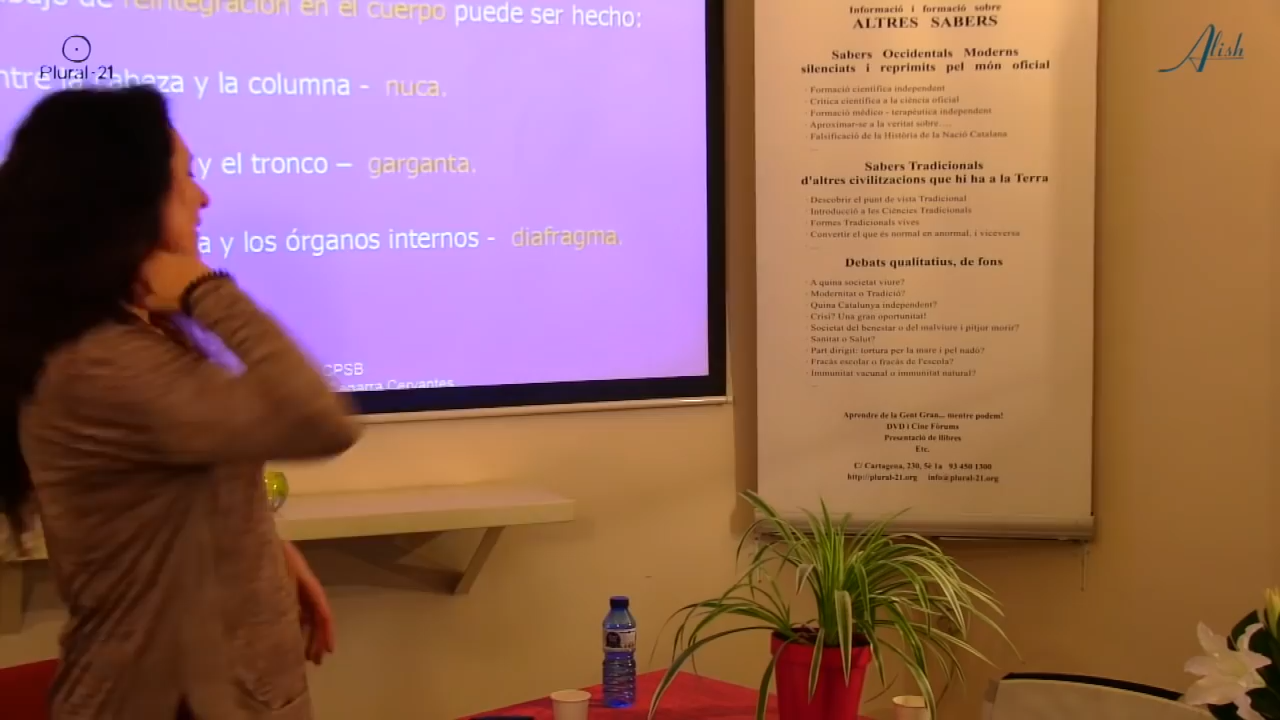 reintegración en el cuerpo puede ser hecho:
Plural-21
cabeza y la columna - nuca.
y el tronco – garganta.
a y los órganos internos - diafragma.
CPSB
Cervantes
Informació i formació sobre
ALTRES SABERS
Sabers Occidentals Moderns
silenciats i reprimits pel món oficial
· Formació científica independent
· Crítica científica a la ciència oficial
· Formació médico - terapèutica independent
· Aproximar-se a la veritat sobre....
· Falsificació de la Història de la Nació Catalana
...
Sabers Tradicionals
d'altres civilitzacions que hi ha a la Terra
· Descobrir el punt de vista Tradicional
· Introducció a les Ciències Tradicionals
· Formes Tradicionals vives
· Convertir el que és normal en anormal, i viceversa
...
Debats qualitatius, de fons
· A quina societat viure?
· Modernitat o Tradició?
· Quina Catalunya independent?
· Crisi? Una gran oportunitat!
· Societat del benestar o del malviure i pitjor morir?
· Sanitat o Salut?
· Part dirigit: tortura per la mare i pel nadó?
· Fracàs escolar o fracàs de l'escola?
· Immunitat vacunal o immunitat natural?
...
Aprendre de la Gent Gran... mentre podem!
DVD i Cine Fòrums
Presentació de llibres
Etc.
C/ Cartagena, 230, 5è 1a 93 450 1300
http://plural-21.org info@plural-21.org
Alish